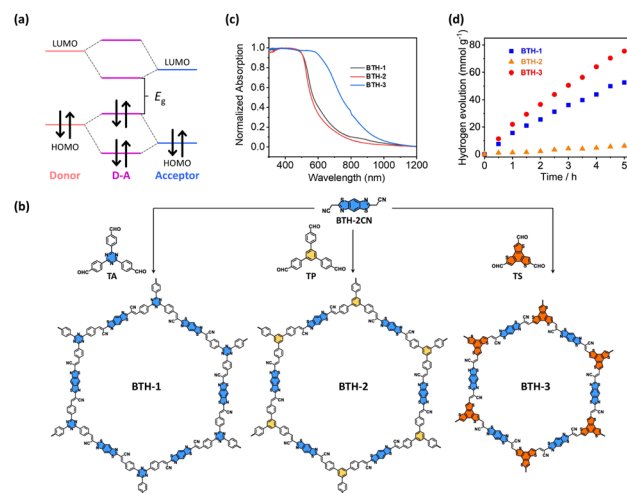 (a)
LUMO
LUMO
Eg
HOMO
HOMO
Donor
D-A
Acceptor
(c)
Normalized Absorption
1.0
0.8
0.6
0.4
0.2
0.0
BTH-1
BTH-2
BTH-3
400
600
800
1000
1200
Wavelength (nm)
(d)
Hydrogen evolution (mmol g-1)
80
60
40
20
0
BTH-1
BTH-2
BTH-3
0
1
2
3
4
5
Time / h
(b)
NC
CN
BTH-2CN
CHO
OHC
CHO
TA
CHO
OHC
CHO
TP
CHO
OHC
CHO
TS
BTH-1
BTH-2
BTH-3